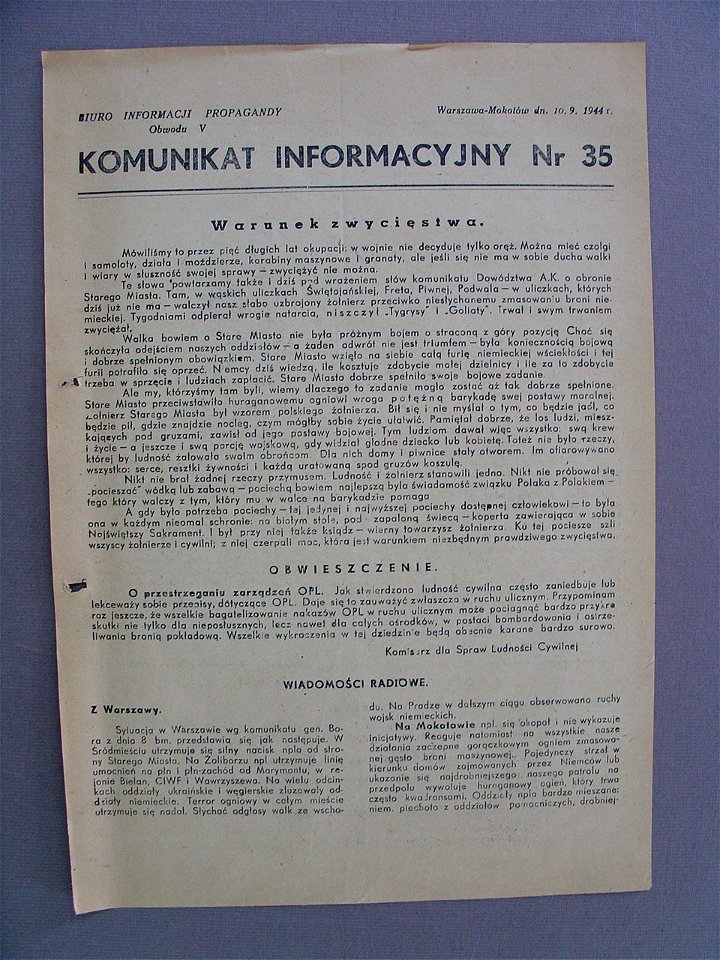 BIURO INFORMACJI PROPAGANDY
Obwodu V
Warszawa-Mokotów dn. 10. 9. 1944 r.
KOMUNIKAT INFORMACYJNY Nr 35
Warunek zwycięstwa.
Mówiliśmy to przez pięć długich lat okupacji: w wojnie nie decyduje tylko oręż. Można mieć czołgi
i samoloty, działa i moździerze, karabiny maszynowe i granaty, ale jeśli się nie ma w sobie ducha walki
i wiary w słuszność swojej sprawy – zwyciężyć nie można.
Te słowa powtarzamy także i dziś pod wrażeniem słów komunikatu Dowództwa A.K. o obronie
Starego Miasta. Tam, w wąskich uliczkach Świętojańskiej, Freta, Piwnej, Podwala – w uliczkach, których
dziś już nie ma – walczył nasz słabo uzbrojony żołnierz przeciwko niesłychanemu zmasowaniu broni nie-
mieckiej. Tygodniami odpierał wrogie natarcia, niszczył „Tygrysy" i „Goliaty". Trwał i swym trwaniem
zwyciężał.
Walka bowiem o Stare Miasto nie była próżnym bojem o straconą z góry pozycję Choć się
skończyła odejściem naszych oddziałów – a żaden odwrót nie jest triumfem – była koniecznością bojową
i dobrze spełnionym obowiązkiem. Stare Miasto wzięło na siebie całą furię niemieckiej wściekłości i tej
furii potrafiło się oprzeć. Niemcy dziś wiedzą, ile kosztuje zdobycie małej dzielnicy i ile za to zdobycie
trzeba w sprzęcie i ludziach zapłacić. Stare Miasto dobrze spełniło swoje bojowe zadanie.
Ale my, którzyśmy tam byli, wiemy dlaczego to zadanie mogło zostać aż tak dobrze spełnione.
Stare Miasto przeciwstawiło huraganowemu ogniowi wroga potężną barykadę swej postawy moralnej.
Żołnierz Starego Miasta był wzorem polskiego żołnierza. Bił się i nie myślał o tym, co będzie jadł, co
będzie pił, gdzie znajdzie nocleg, czym mógłby sobie życie ułatwić. Pamiętał dobrze, że los ludzi, miesz-
kających pod gruzami, zawisł od jego postawy bojowej. Tym ludziom dawał więc wszystko: swą krew
i życie – a jeszcze i swą porcję wojskową, gdy widział głodne dziecko lub kobietę. Toteż nie było rzeczy,
której by ludność żałowała swoim obrońcom. Dla nich domy i piwnice stały otworem. Im ofiarowywano
wszystko: serce, resztki żywności i każdą uratowaną spod gruzów koszulę.
Nikt nie brał żadnej rzeczy przymusem. Ludność i żołnierz stanowili jedno. Nikt nie próbował się
„pocieszać" wódką lub zabawą – pociechą bowiem najlepszą była świadomość związku Polaka z Polakiem –
tego który walczy z tym, który mu w walce na barykadzie pomaga
A gdy było potrzeba pociechy – tej jedynej i najwyższej pociechy dostępnej człowiekowi – to była
ona w każdym nieomal schronie: na białym stole, pod zapaloną świecą – koperta zawierająca w sobie
Najświętszy Sakrament. I był przy niej także ksiądz – wierny towarzysz żołnierza. Ku tej pociesze szli
wszyscy żołnierze i cywilni; z niej czerpali moc, która jest warunkiem niezbędnym prawdziwego zwycięstwa.
OBWIESZCZENIE.
O przestrzeganiu zarządzeń OPL. Jak stwierdzono ludność cywilna często zaniedbuje lub
lekceważy sobie przepisy, dotyczące OPL. Daje się to zauważyć zwłaszcza w ruchu ulicznym. Przypominam
raz jeszcze, że wszelkie bagatelizowanie nakazów OPL w ruchu ulicznym może pociągnąć bardzo przykre
skutki nie tylko dla nieposłusznych, lecz nawet dla całych ośrodków, w postaci bombardowania i ostrze-
liwania bronią pokładową. Wszelkie wykroczenia w tej dziedzinie będą obecnie karane bardzo surowo.
Komisarz dla Spraw Ludności Cywilnej
WIADOMOŚCI RADIOWE.
Z Warszawy.
Sytuacja w Warszawie wg komunikatu gen. Bo-
ra z dnia 8 bm. przedstawia się jak następuje. W
Śródmieściu utrzymuje się silny nacisk npla od stro-
ny Starego Miasta. Na Żoliborzu npl utrzymuje linię
umocnień na płn i płn-zachód od Marymontu, w re-
jonie Bielan, CIWF i Wawrzyszewa. Na wielu odcin-
kach oddziały ukraińskie i węgierskie zluzowały od-
działy niemieckie. Terror ogniowy w całym mieście
utrzymuje się nadal. Słychać odgłosy walk ze wscho-
du. Na Pradze w dalszym ciągu obserwowano ruchy
wojsk niemieckich.
Na Mokotowie npl. się okopał i nie wykazuje
inicjatywy. Reaguje natomiast na wszystkie nasze
działania zaczepne gorączkowym ogniem zmasowa-
nej gęsto broni maszynowej. Pojedynczy strzał w
kierunku domów zajmowanych przez Niemców lub
ukazanie się najdrobniejszego naszego patrolu na
przedpolu wywołuje huraganowy ogień, który trwa
często kwadransami. Oddziały npla bardzo mieszane:
niem. piechota z oddziałów pomocniczych, drobniej-